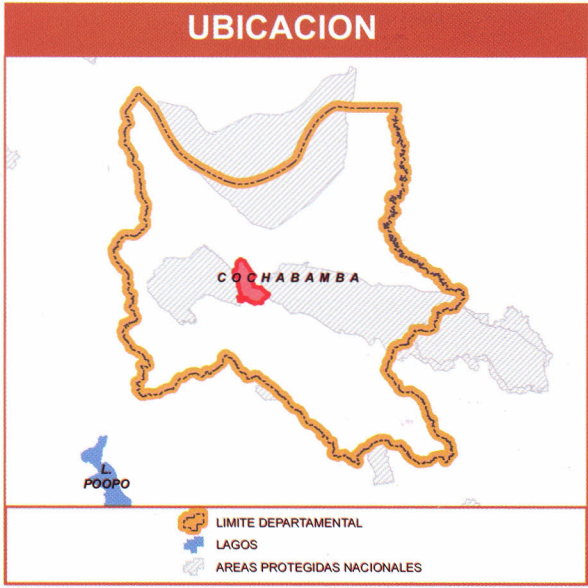 UBICACION
COCHABAMBA
L.
POOPO
LIMITE DEPARTAMENTAL
LAGOS
AREAS PROTEGIDAS NACIONALES